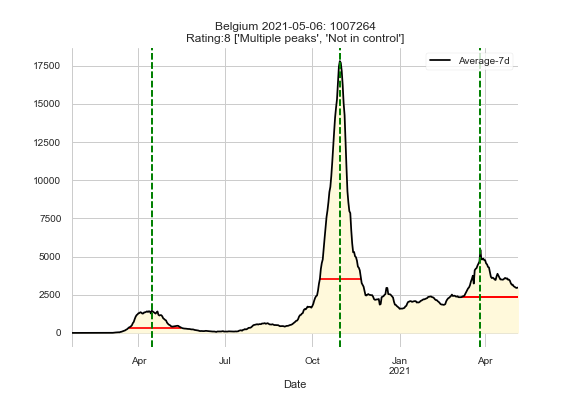 Belgium 2021-05-06: 1007264
Rating:8 ['Multiple peaks', 'Not in control']
Average-7d
17500
15000
12500
10000
7500
5000
2500
0
Apr Jul Oct Jan Apr
2021
Date